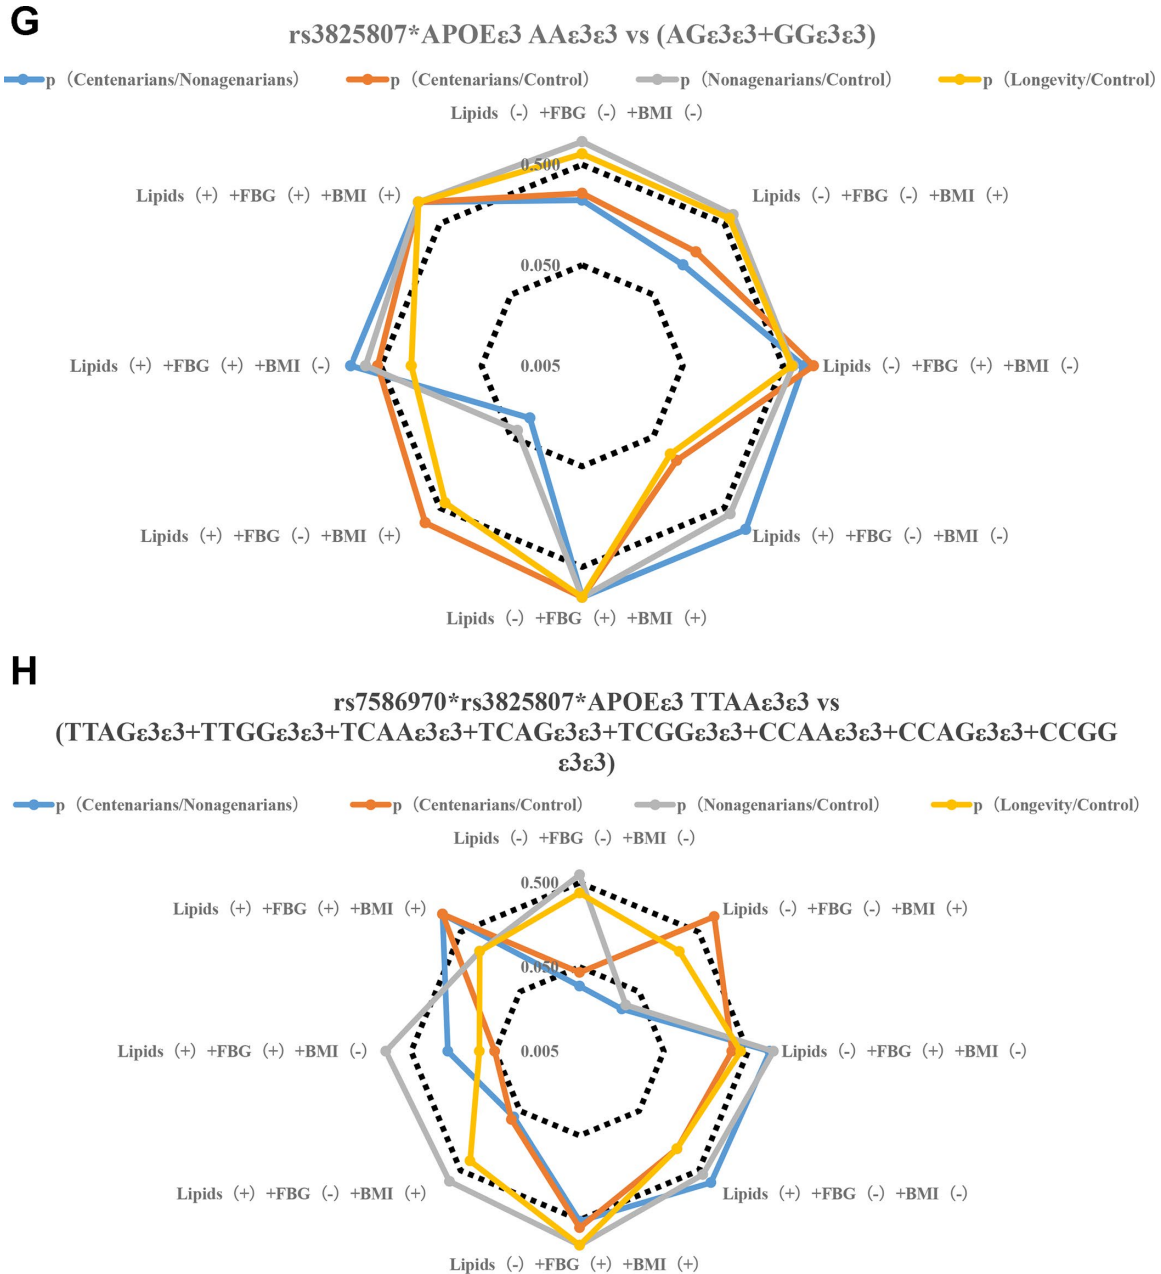 G
rs3825807*APOEε3 AAε3ε3 vs (AGε3ε3+GGε3ε3)
p（Centenarians/Nonagenarians） p（Centenarians/Control） p（Nonagenarians/Control） p（Longevity/Control）
Lipids（-）+FBG（-）+BMI（-）
0.500
Lipids（+）+FBG（+）+BMI（+） Lipids（-）+FBG（-）+BMI（+）
0.050
Lipids（+）+FBG（+）+BMI（-） 0.005 Lipids（-）+FBG（+）+BMI（-）
Lipids（+）+FBG（-）+BMI（+） Lipids（+）+FBG（-）+BMI（-）
Lipids（-）+FBG（+）+BMI（+）
H
rs7586970*rs3825807*APOEε3 TTAAε3ε3 vs
(TTAGε3ε3+TTGGε3ε3+TCAAε3ε3+TCAGε3ε3+TCGGε3ε3+CCAAε3ε3+CCAGε3ε3+CCGG
ε3ε3)
p（Centenarians/Nonagenarians） p（Centenarians/Control） p（Nonagenarians/Control） p（Longevity/Control）
Lipids（-）+FBG（-）+BMI（-）
0.500
Lipids（+）+FBG（+）+BMI（+） Lipids（-）+FBG（-）+BMI（+）
0.050
Lipids（+）+FBG（+）+BMI（-） 0.005 Lipids（-）+FBG（+）+BMI（-）
Lipids（+）+FBG（-）+BMI（+） Lipids（+）+FBG（-）+BMI（-）
Lipids（-）+FBG（+）+BMI（+）